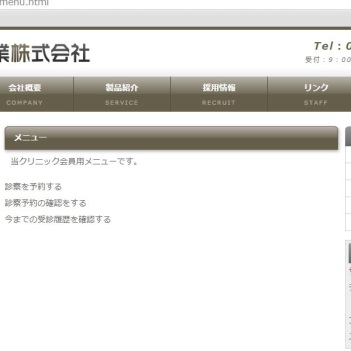 menu.html
業株式会社
Tel：0
受付：9：00
会社概要 製品紹介 採用情報 リンク
COMPANY SERVICE RECRUIT STAFF
メニュー
当クリニック会員用メニューです。
診察を予約する
診察予約の確認をする
今までの受診履歴を確認する